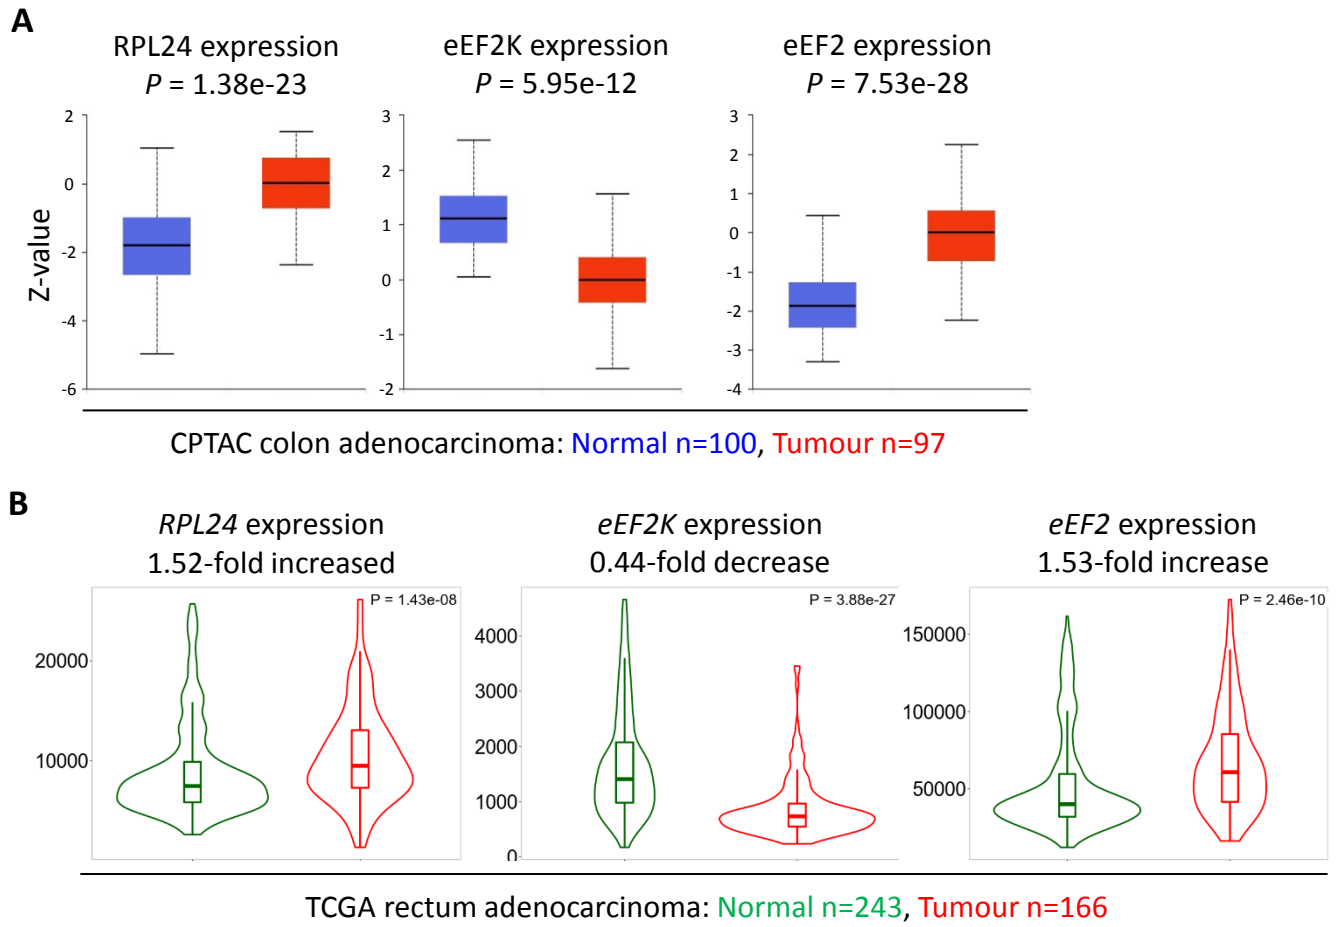 A
RPL24 expression
P = 1.38e-23
eEF2K expression
P = 5.95e-12
eEF2 expression
P = 7.53e-28
Z-value
2
0
-2
-4
-6
3
2
1
0
-1
-2
3
2
1
0
-1
-2
-3
-4
CPTAC colon adenocarcinoma: Normal n=100, Tumour n=97
B
RPL24 expression
1.52-fold increased
eEF2K expression
0.44-fold decrease
eEF2 expression
1.53-fold increase
P = 1.43e-08
20000
10000
P = 3.88e-27
4000
3000
2000
1000
0
P = 2.46e-10
150000
100000
50000
TCGA rectum adenocarcinoma: Normal n=243, Tumour n=166